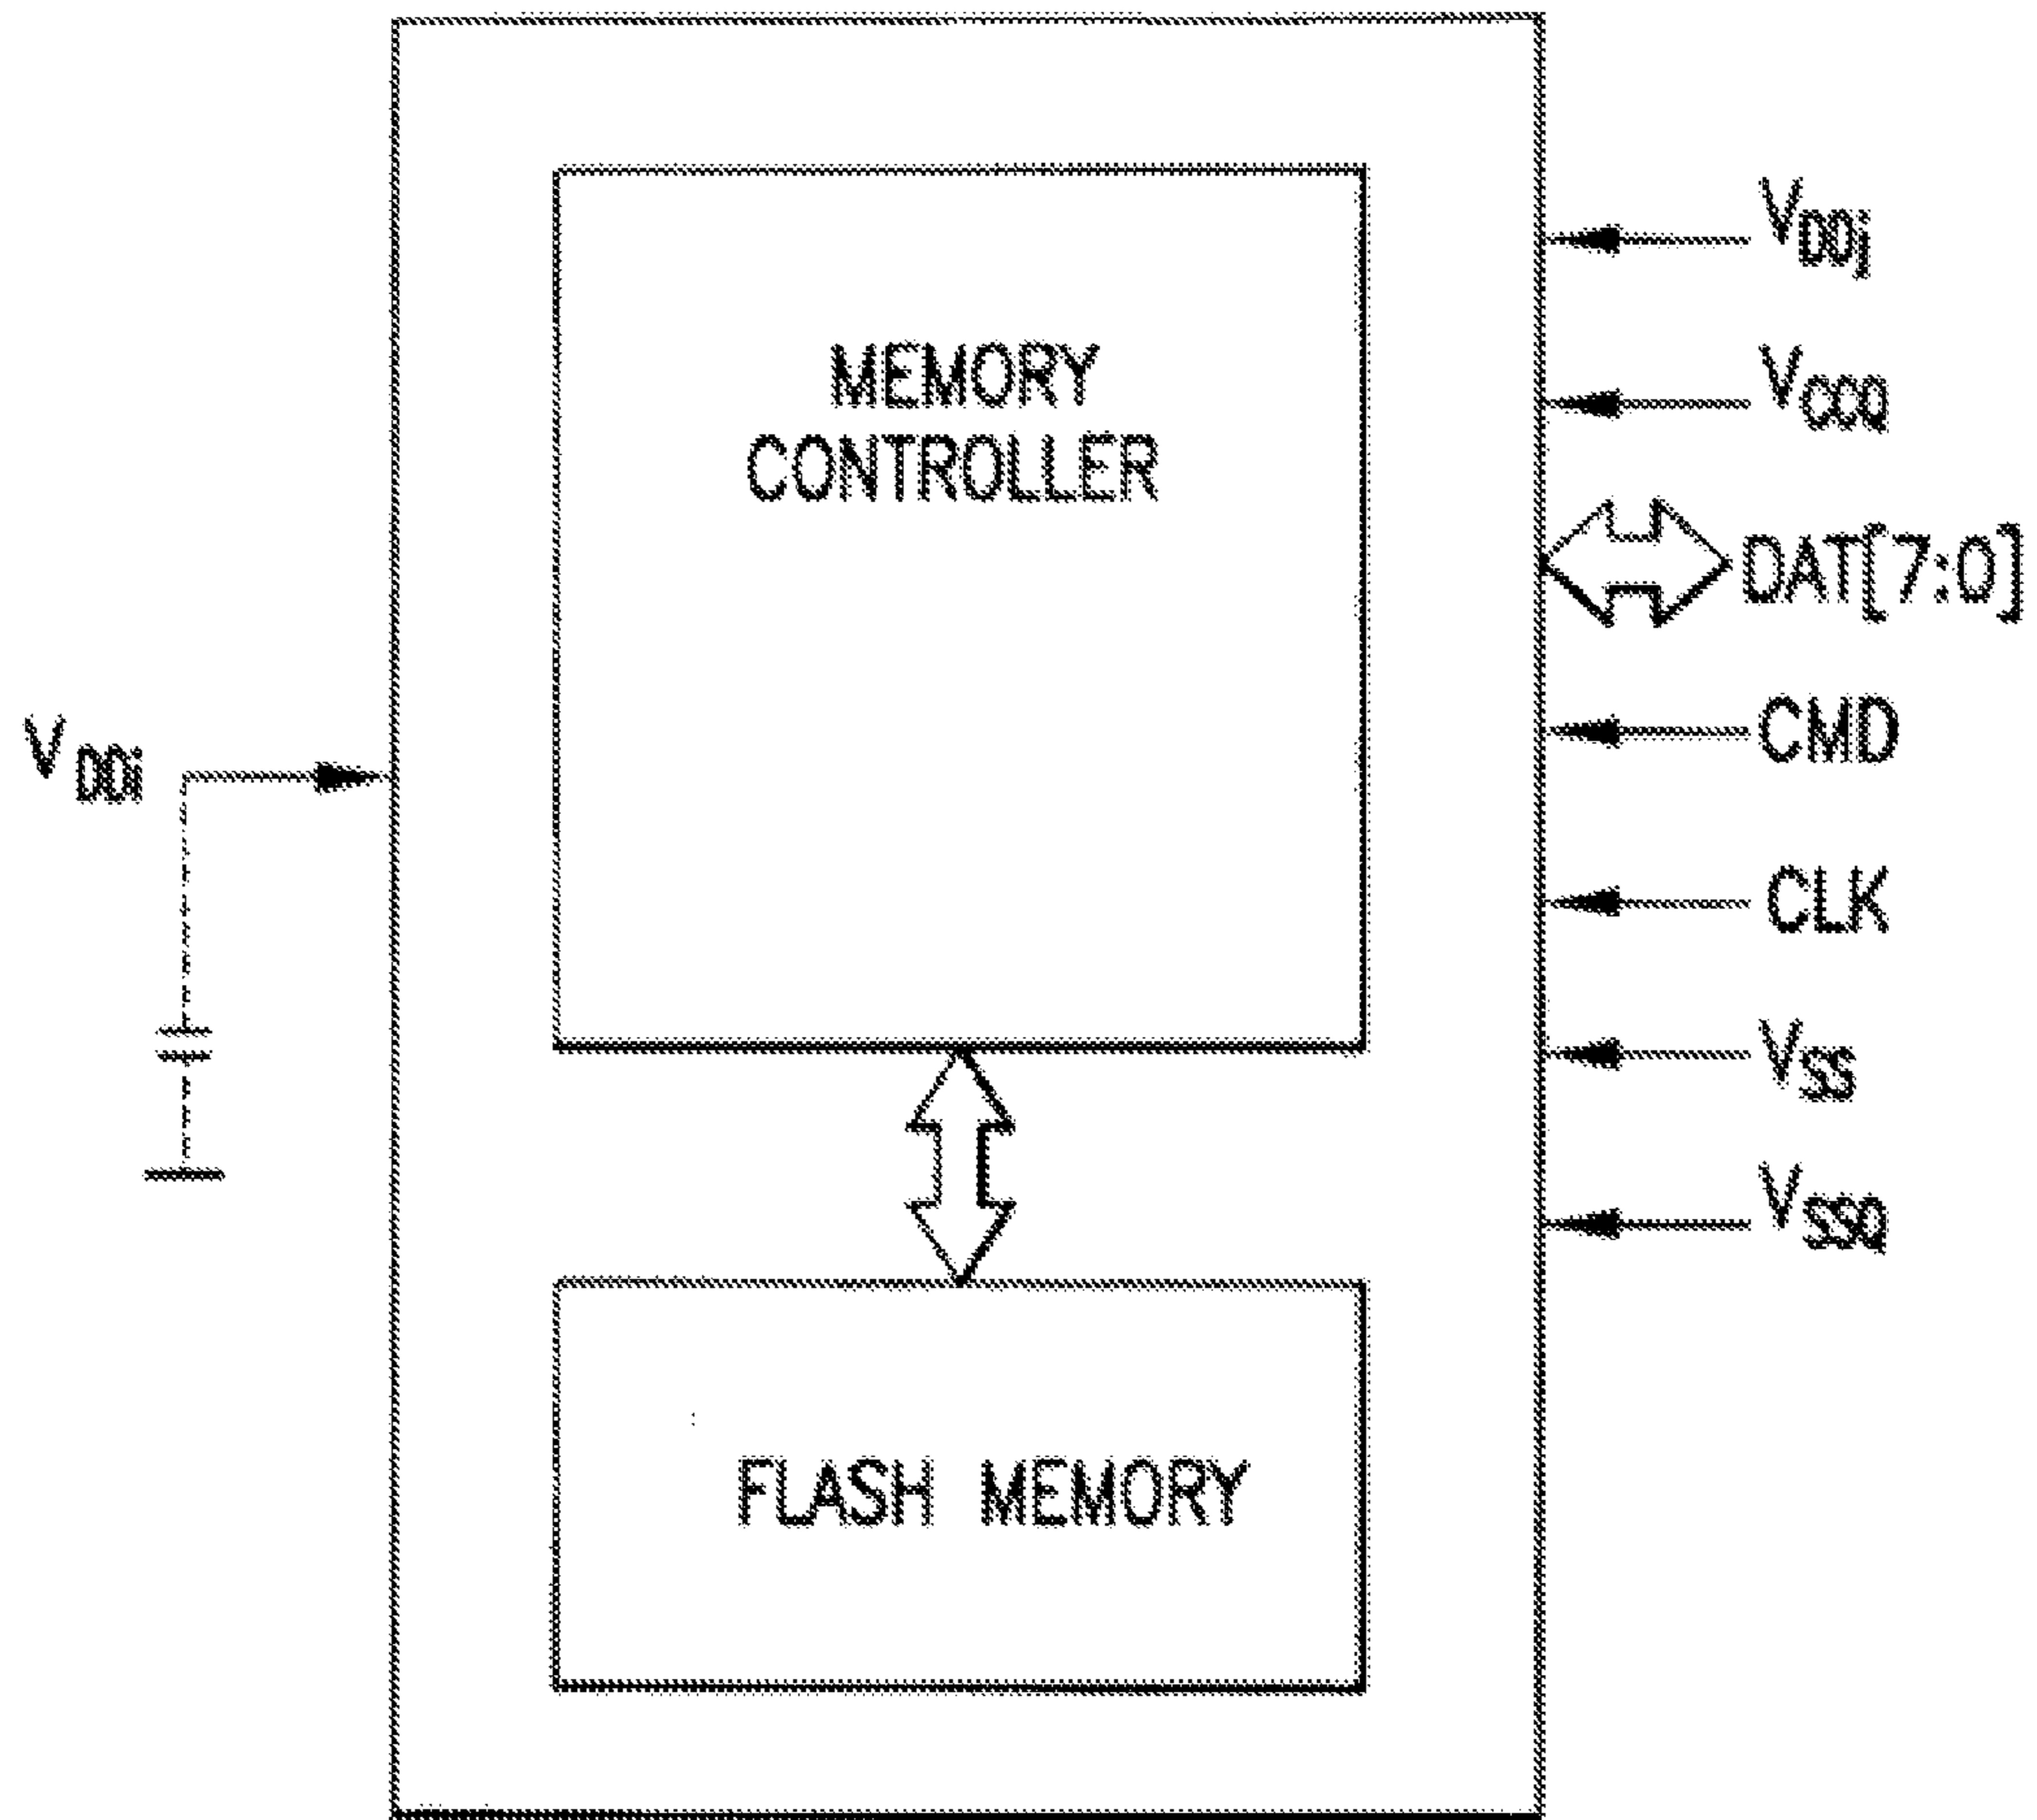 MEMORY
CONTROLLER
FLASH MEMORY
VDDi
VDDj
VCCQ
DAT[7:0]
CMD
CLK
VSS
VSSQ